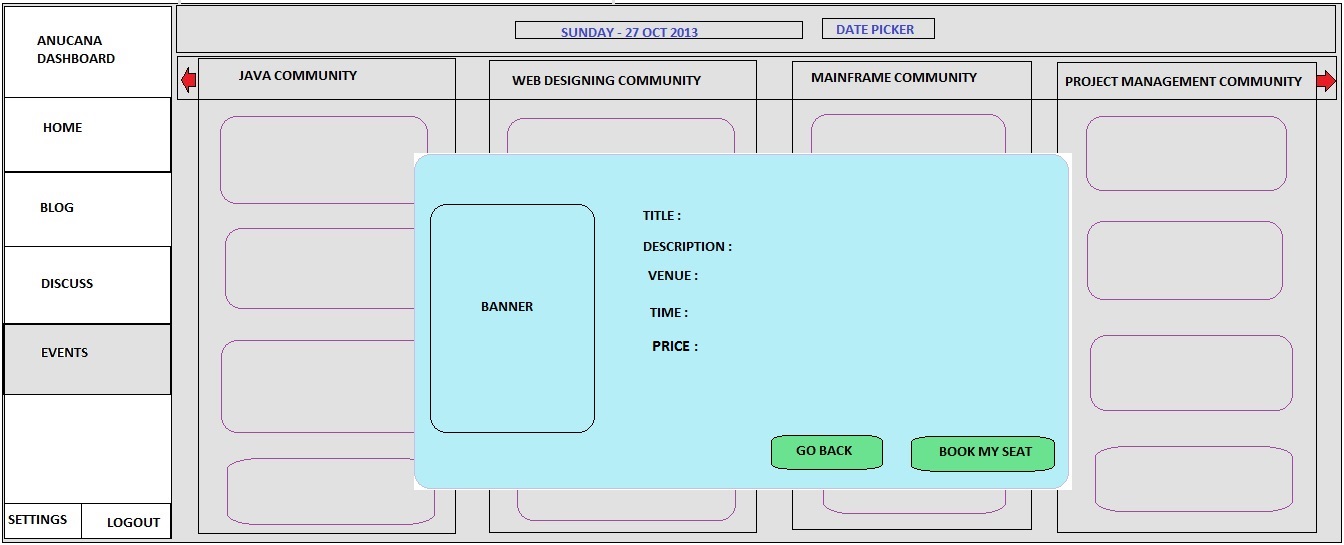 ANUCANA
DASHBOARD
HOME
BLOG
DISCUSS
EVENTS
SETTINGS
LOGOUT
SUNDAY - 27 OCT 2013
DATE PICKER
JAVA COMMUNITY
WEB DESIGNING COMMUNITY
MAINFRAME COMMUNITY
PROJECT MANAGEMENT COMMUNITY
BANNER
TITLE :
DESCRIPTION :
VENUE :
TIME :
PRICE :
GO BACK
BOOK MY SEAT